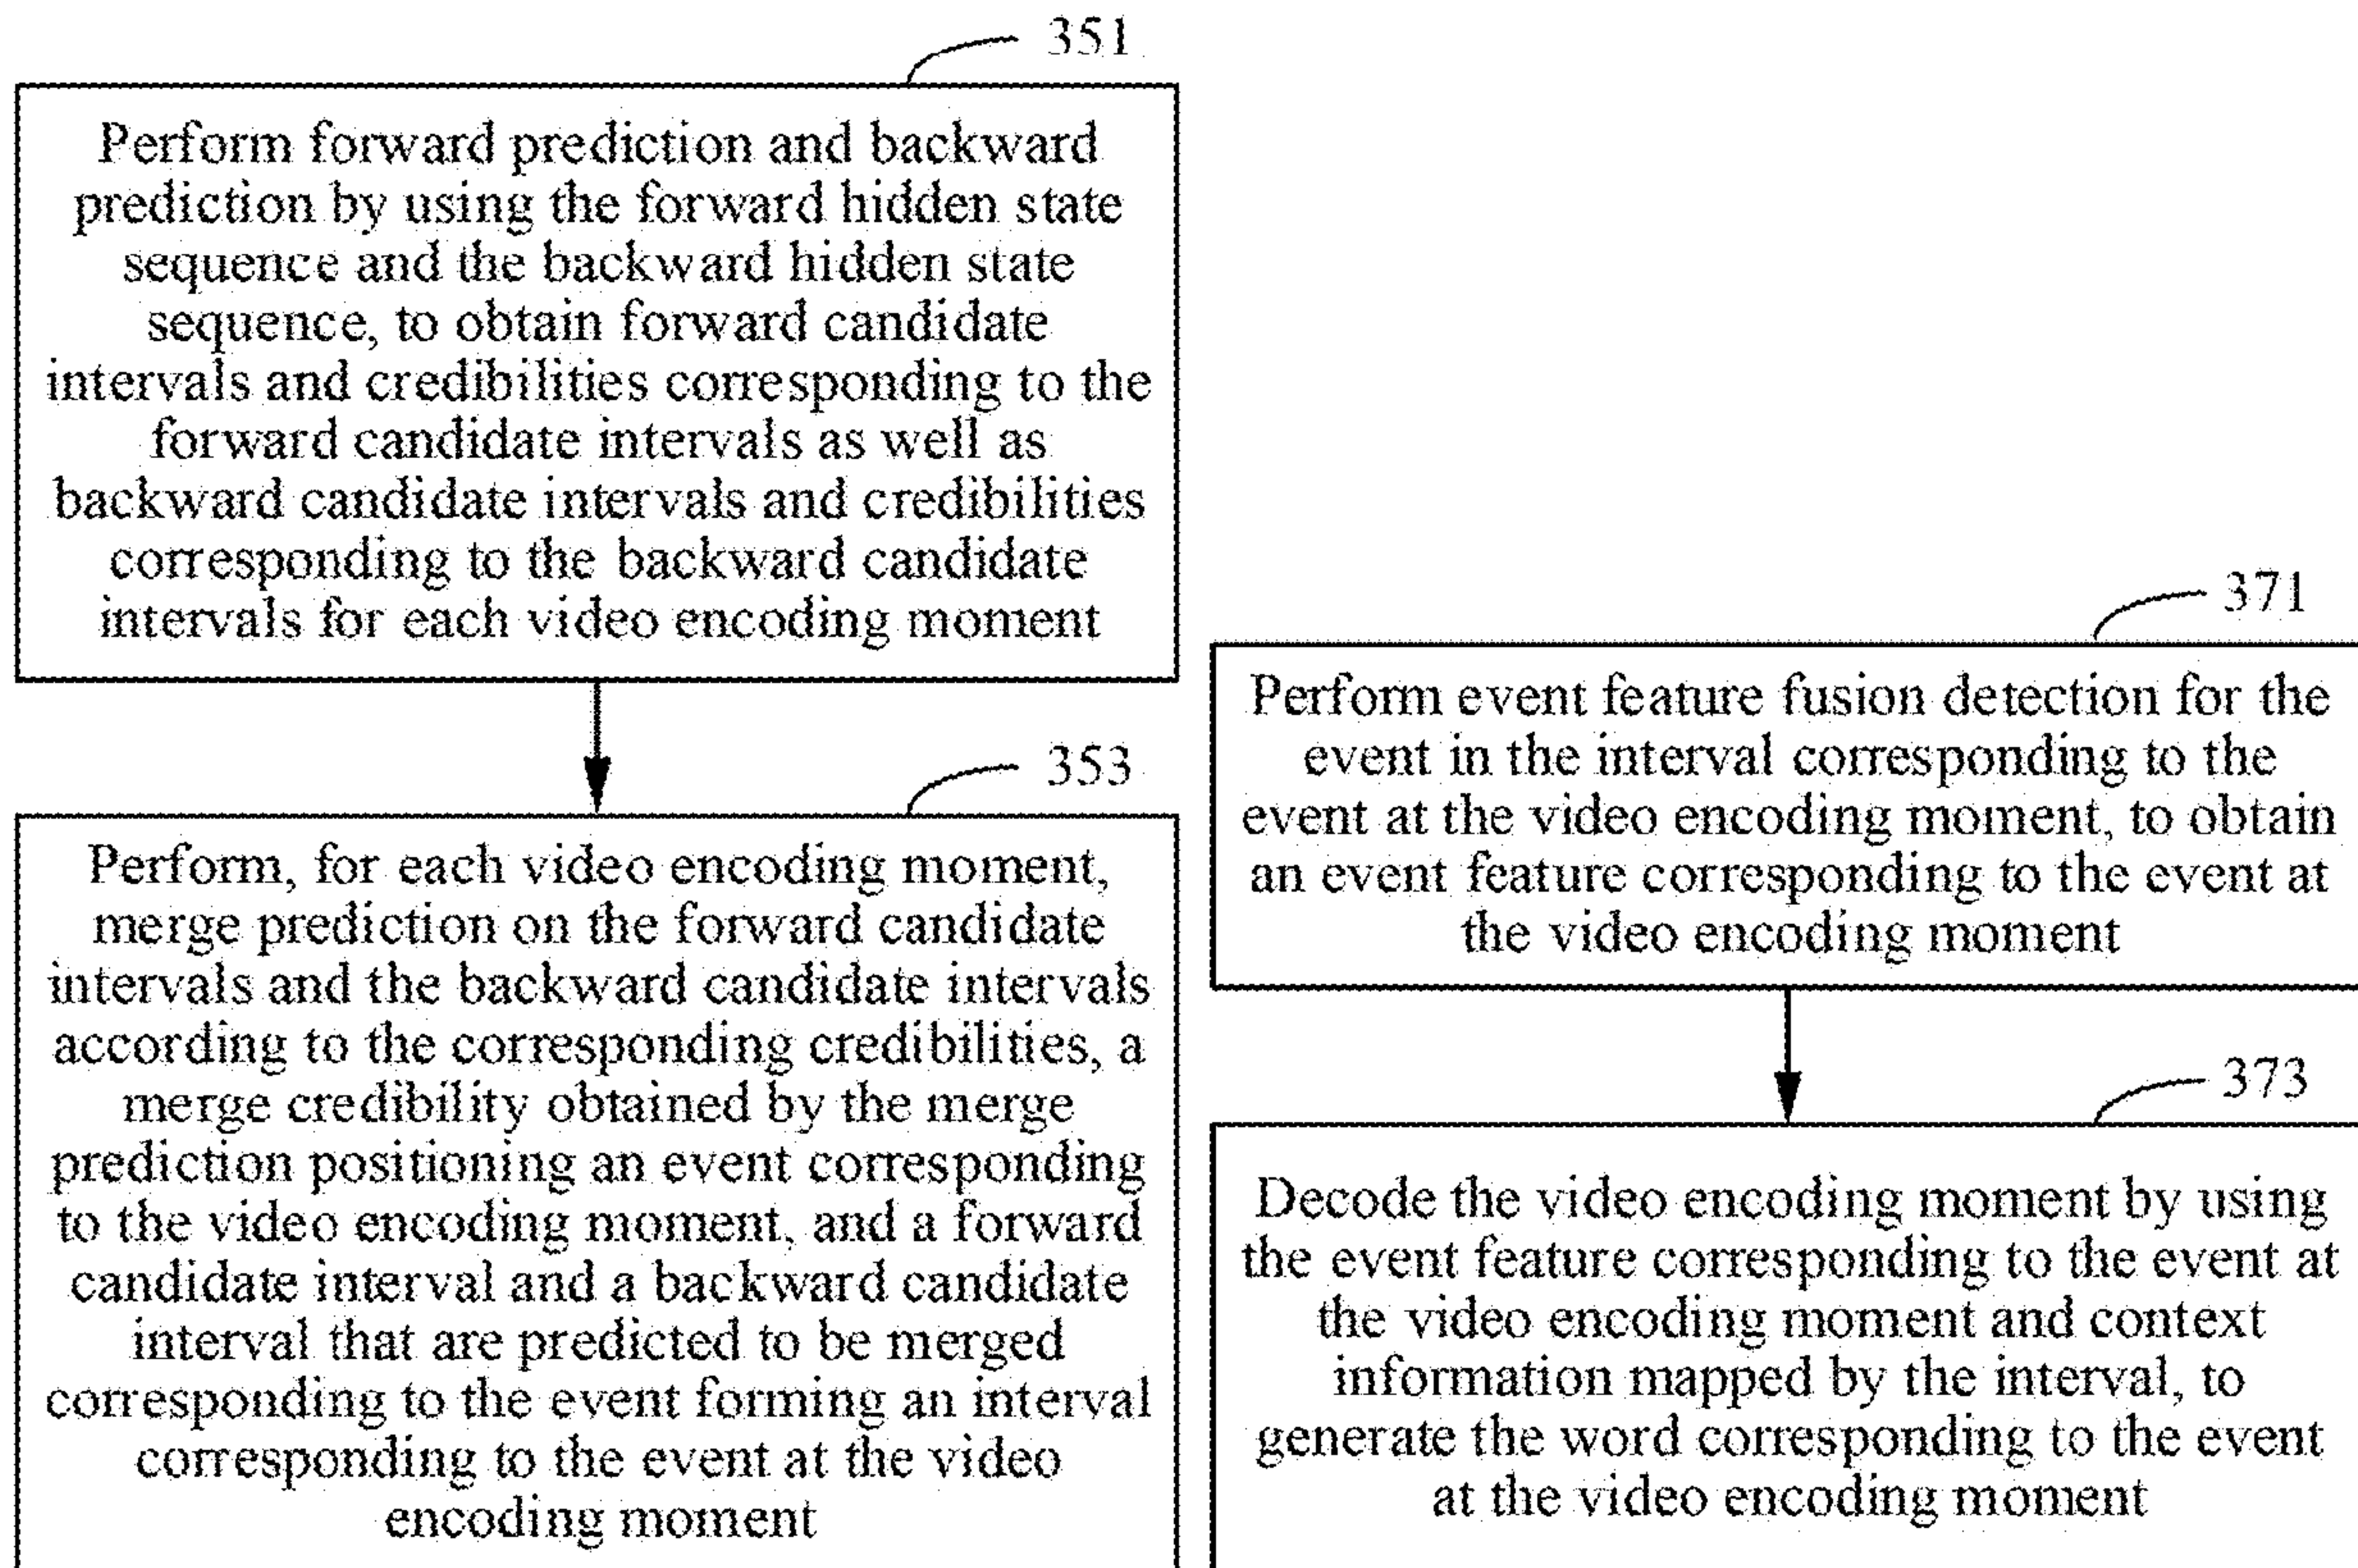 351
Perform forward prediction and backward
prediction by using the forward hidden state
sequence and the backward hidden state
sequence, to obtain forward candidate
intervals and credibilities corresponding to the
forward candidate intervals as well as
backward candidate intervals and credibilities
corresponding to the backward candidate
intervals for each video encoding moment
353
Perform, for each video encoding moment,
merge prediction on the forward candidate
intervals and the backward candidate intervals
according to the corresponding credibilities, a
merge credibility obtained by the merge
prediction positioning an event corresponding
to the video encoding moment, and a forward
candidate interval and a backward candidate
interval that are predicted to be merged
corresponding to the event forming an interval
corresponding to the event at the video
encoding moment
371
Perform event feature fusion detection for the
event in the interval corresponding to the
event at the video encoding moment, to obtain
an event feature corresponding to the event at
the video encoding moment
373
Decode the video encoding moment by using
the event feature corresponding to the event at
the video encoding moment and context
information mapped by the interval, to
generate the word corresponding to the event
at the video encoding moment